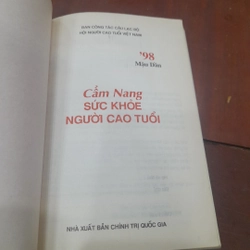 BAN CÔNG TÁC CÂU LẠC BỘ
HỘI NGƯỜI CAO TUỔI VIỆT NAM
'98
Mậu Dần
Cẩm Nang
SỨC KHỎE
NGƯỜI CAO TUỔI
NHÀ XUẤT BẢN CHÍNH TRỊ QUỐC GIA